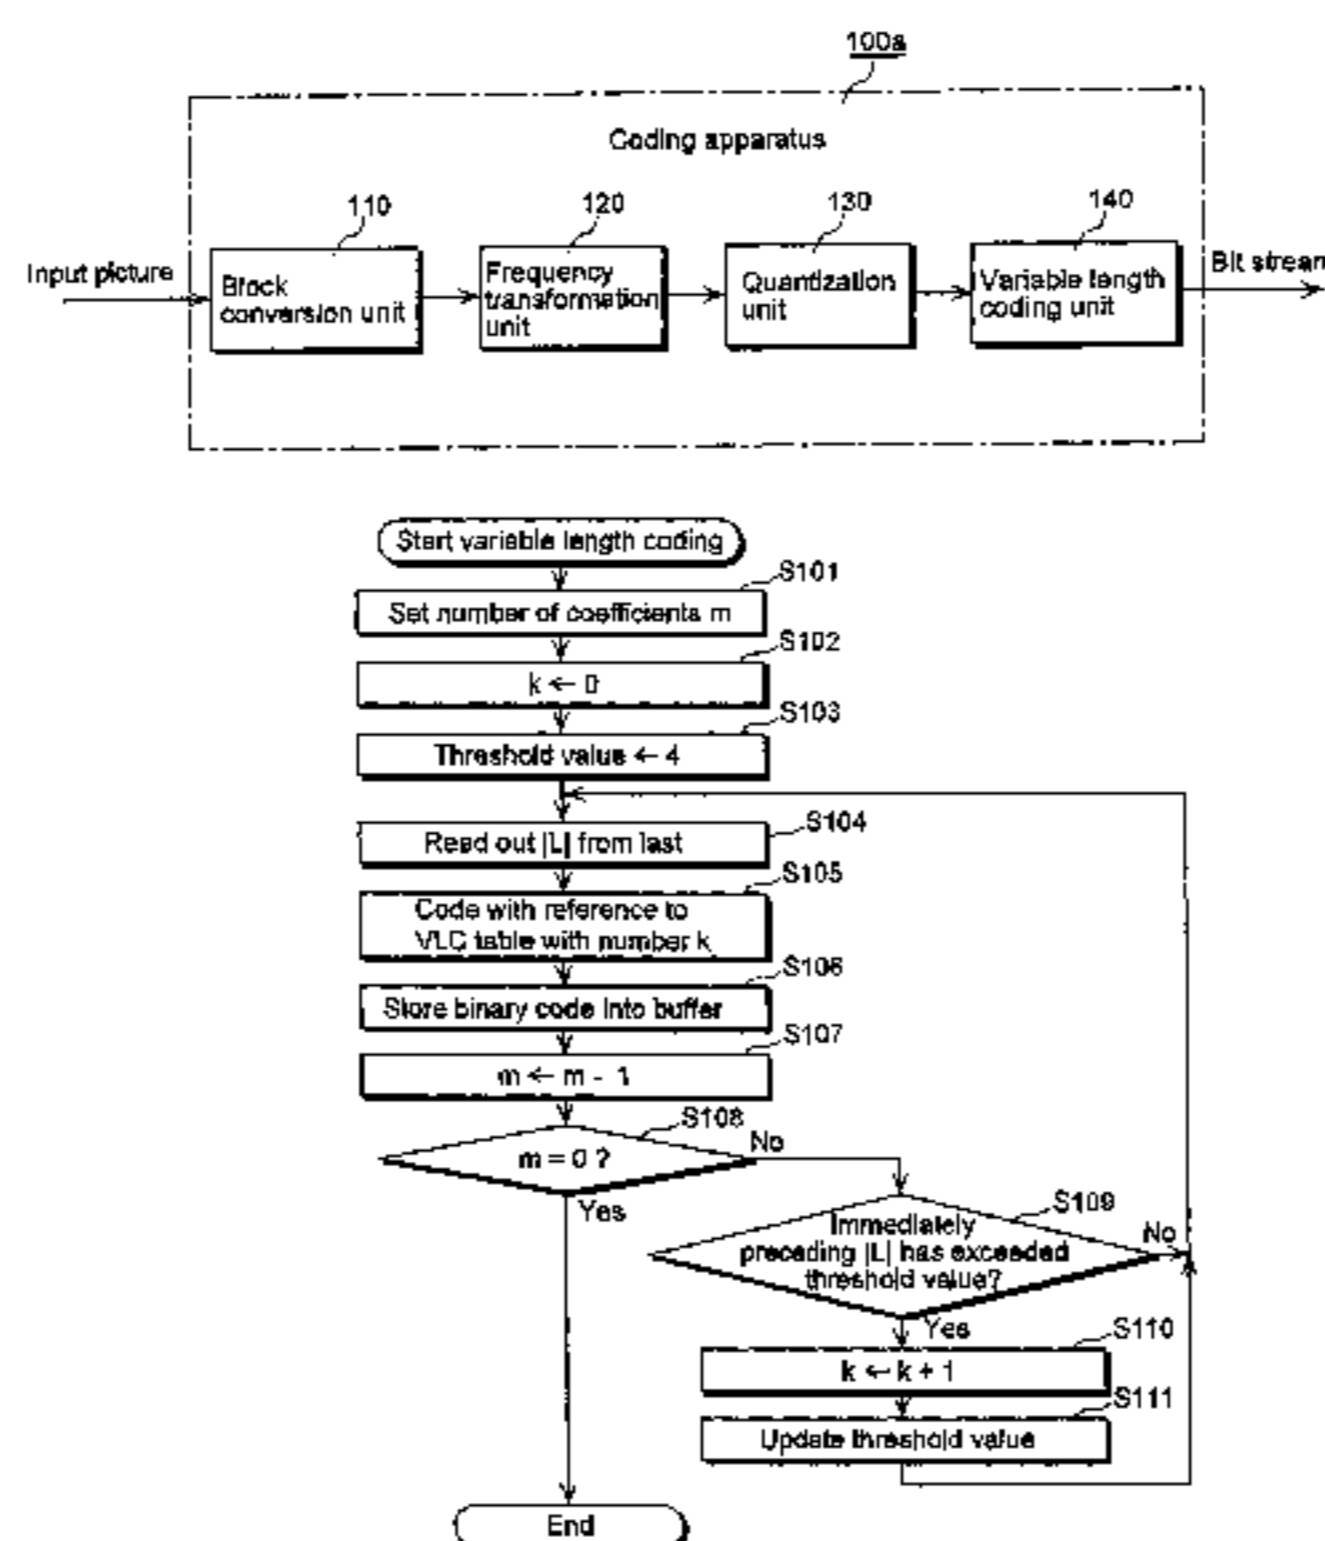 100a
Coding apparatus
110
120
130
140
Input picture
Block
conversion unit
Frequency
transformation
unit
Quantization
unit
Variable length
coding unit
Bit stream
Start variable length coding
S101
Set number of coefficients m
S102
k ← 0
S103
Threshold value ← 4
S104
Read out |L| from last
S105
Code with reference to
VLC table with number k
S106
Store binary code into buffer
S107
m ← m - 1
S108
m = 0 ?
No
Yes
S109
Immediately
preceding |L| has exceeded
threshold value?
No
Yes
S110
k ← k + 1
S111
Update threshold value
End